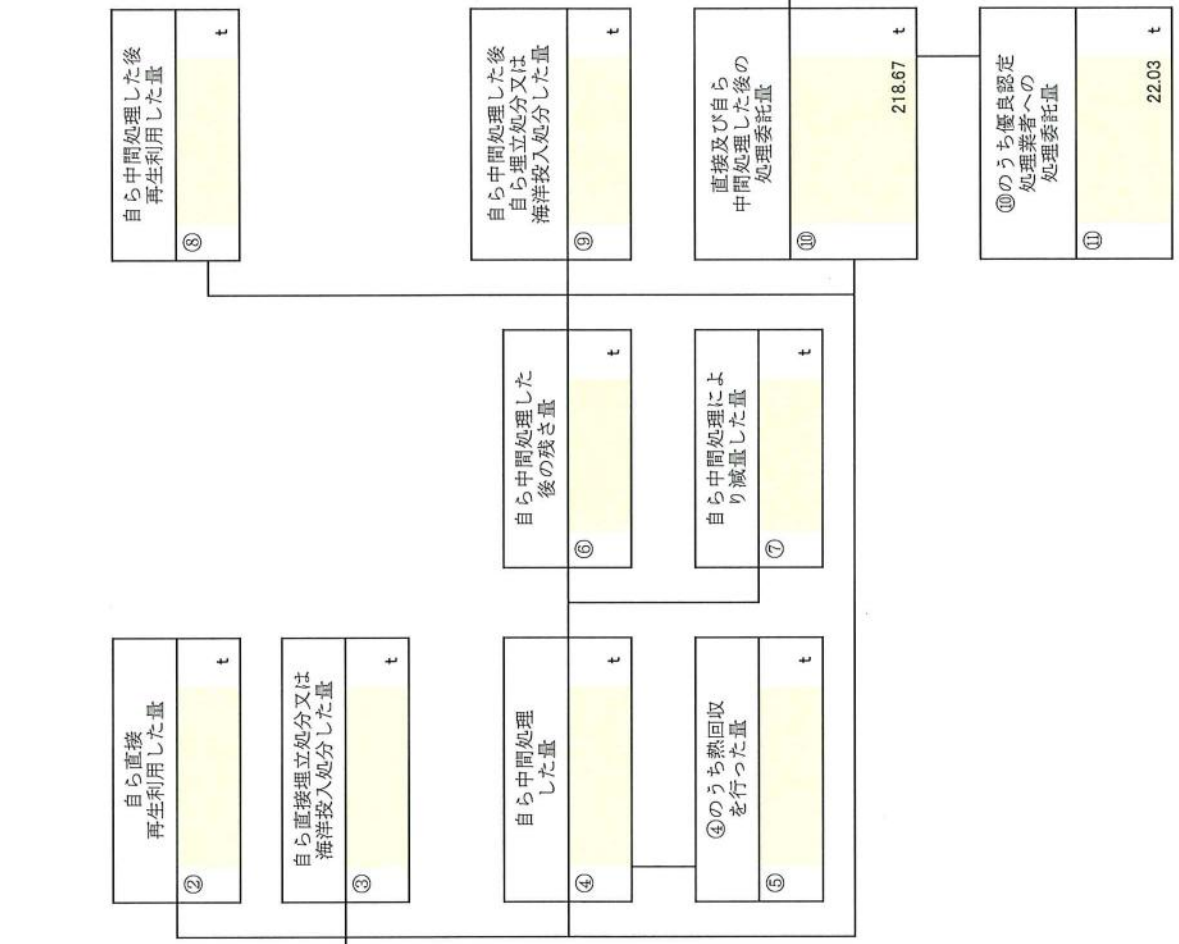 自ら直接
再生利用した量
② t
自ら直接埋立処分又は
海洋投入処分した量
③ t
自ら中間処理
した量
④ t
④のうち熱回収
を行った量
⑤ t
自ら中間処理した
後の残さ量
⑥ t
自ら中間処理によ
り減量した量
⑦ t
自ら中間処理した後
再生利用した量
⑧ t
自ら中間処理した後
自ら埋立処分又は
海洋投入処分した量
⑨ t
直接及び自ら
中間処理した後の
処理委託量
⑩ 218.67 t
⑩のうち優良認定
処理業者への
処理委託量
⑪ 22.03 t